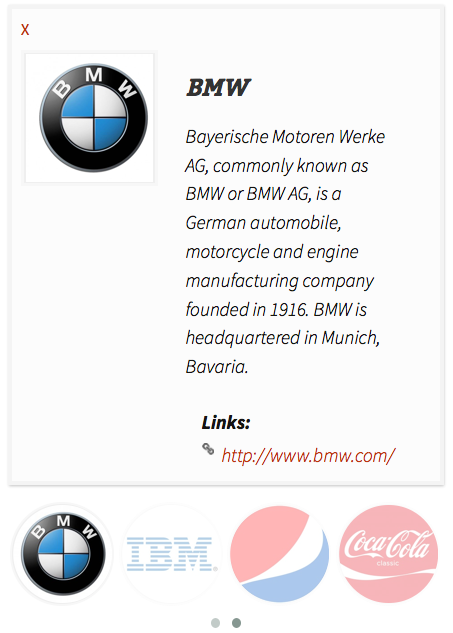 X
BMW
BMW
Bayerische Motoren Werke
AG, commonly known as
BMW or BMW AG, is a
German automobile,
motorcycle and engine
manufacturing company
founded in 1916. BMW is
headquartered in Munich,
Bavaria.
Links:
http://www.bmw.com/
BMW
IBM®
Coca-Cola
classic